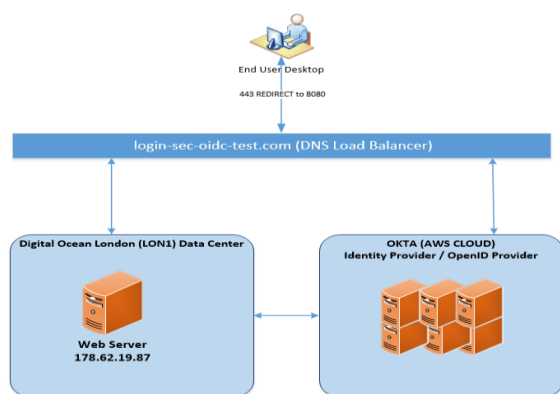 End User Desktop
443 REDIRECT to 8080
login-sec-oidc-test.com (DNS Load Balancer)
Digital Ocean London (LON1) Data Center
Web Server
178.62.19.87
OKTA (AWS CLOUD)
Identity Provider / OpenID Provider